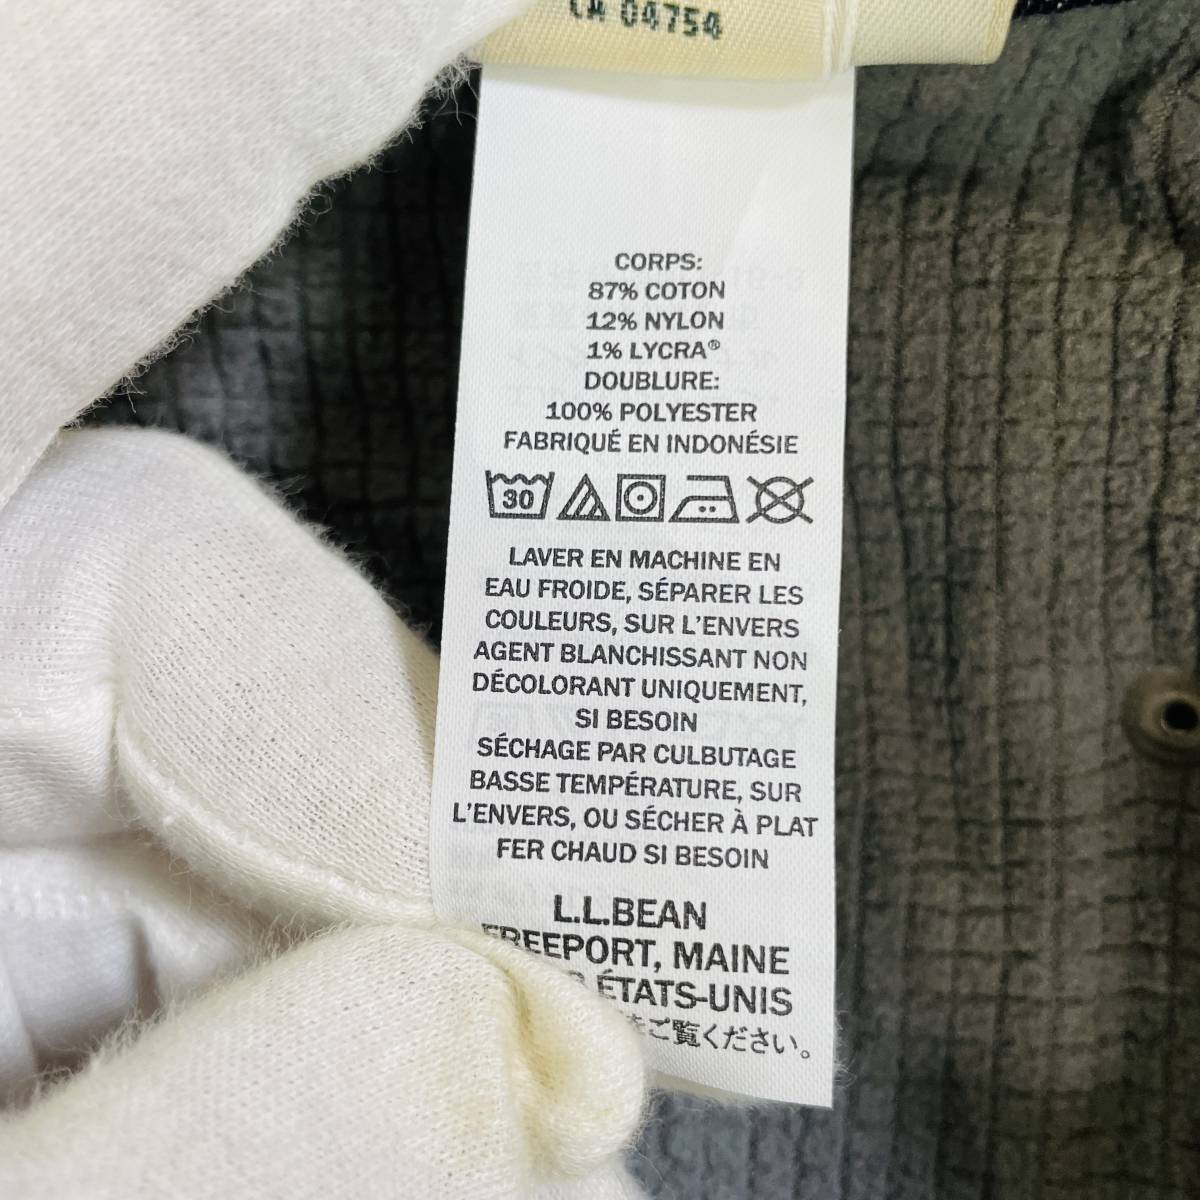 04754
CORPS:
87% COTON
12% NYLON
1% LYCRA®
DOUBLURE:
100% POLYESTER
FABRIQUÉ EN INDONÉSIE
30
LAVER EN MACHINE EN
EAU FROIDE, SÉPARER LES
COULEURS, SUR L'ENVERS
AGENT BLANCHISSANT NON
DÉCOLORANT UNIQUEMENT,
SI BESOIN
SÉCHAGE PAR CULBUTAGE
BASSE TEMPÉRATURE, SUR
L'ENVERS, OU SÉCHER À PLAT
FER CHAUD SI BESOIN
L.L.BEAN
FREEPORT, MAINE
ÉTATS-UNIS
ご覧ください。